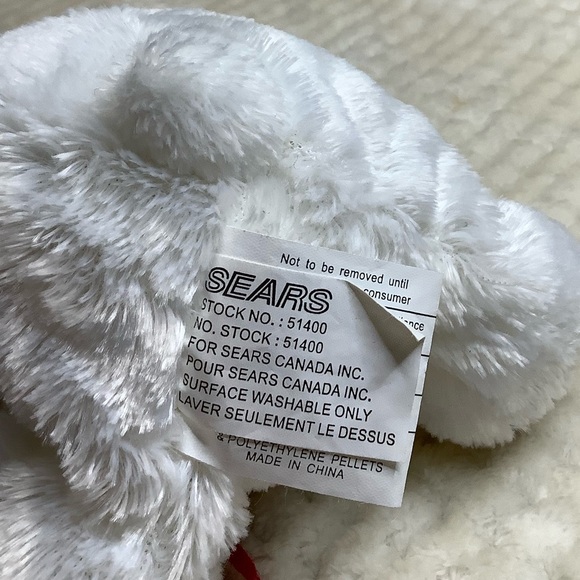 Not to be removed until
consumer
SEARS
STOCK NO.: 51400
NO. STOCK : 51400
FOR SEARS CANADA INC.
POUR SEARS CANADA INC.
SURFACE WASHABLE ONLY
LAVER SEULEMENT LE DESSUS
& POLYETHYLENE PELLETS
MADE IN CHINA